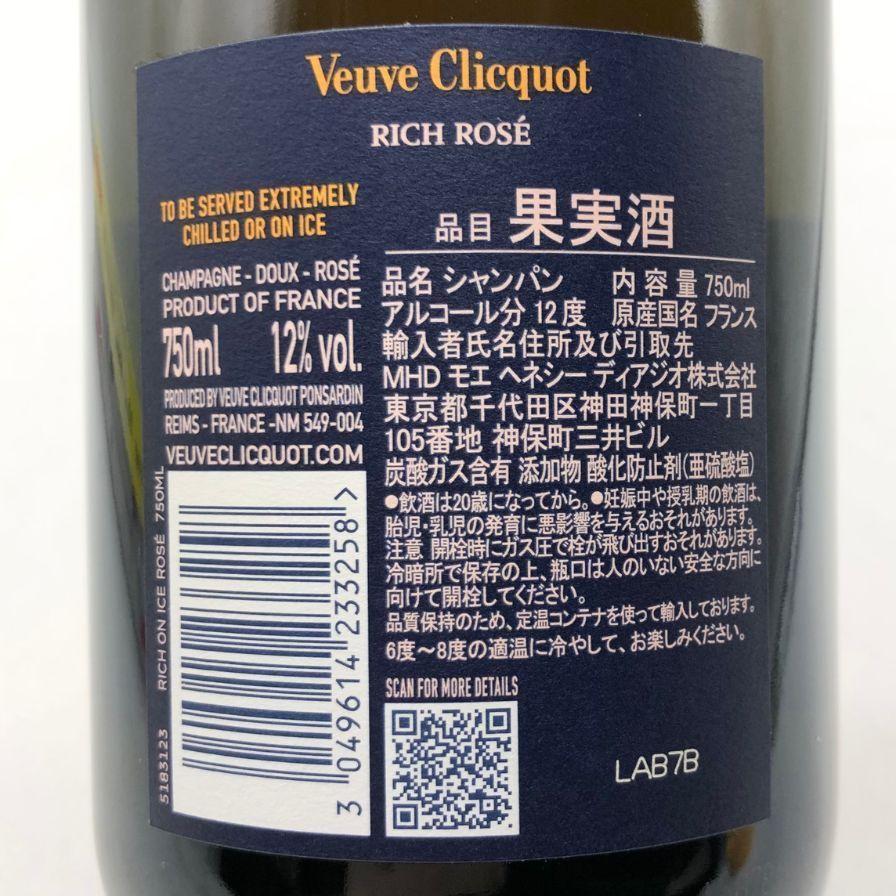 Veuve Clicquot
RICH ROSÉ
TO BE SERVED EXTREMELY
CHILLED OR ON ICE
CHAMPAGNE - DOUX - ROSÉ
PRODUCT OF FRANCE
750ml 12% vol.
PRODUCED BY VEUVE CLICQUOT PONSARDIN
REIMS - FRANCE -NM 549-004
VEUVECLICQUOT.COM
5183123 RICH ON ICE ROSÉ 750ML
3 049614 233258 >
品目 果実酒
品名 シャンパン 内容量 750ml
アルコール分 12度 原産国名 フランス
輸入者氏名住所及び引取先
MHD モエ ヘネシー ディアジオ株式会社
東京都千代田区神田神保町一丁目
105番地 神保町三井ビル
炭酸ガス含有 添加物 酸化防止剤(亜硫酸塩)
●飲酒は20歳になってから。●妊娠中や授乳期の飲酒は、
胎児・乳児の発育に悪影響を与えるおそれがあります。
注意 開栓時にガス圧で栓が飛び出すおそれがあります。
冷暗所で保存の上、瓶口は人のいない安全な方向に
向けて開栓してください。
品質保持のため、定温コンテナを使って輸入しております。
6度～8度の適温に冷やして、お楽しみください。
SCAN FOR MORE DETAILS
LAB7B